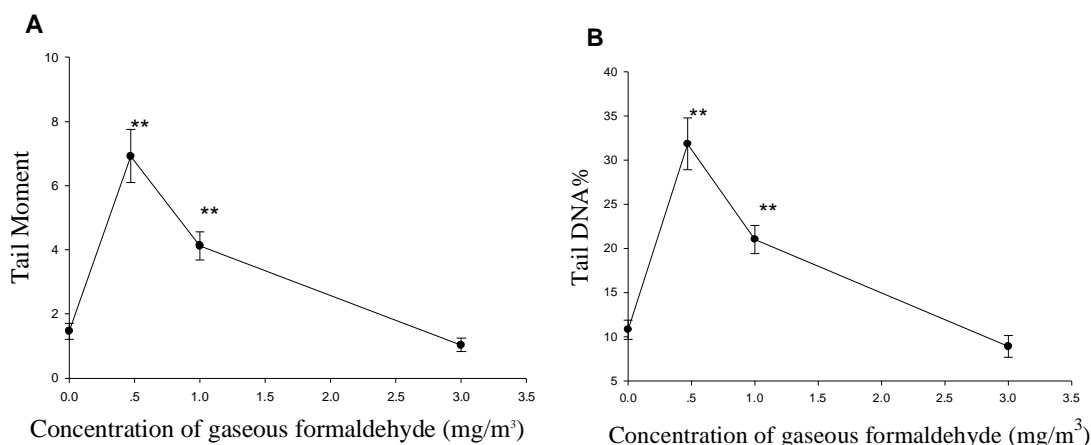 A
10
8
6
4
2
0
Tail Moment
**
**
0.0 .5 1.0 1.5 2.0 2.5 3.0 3.5
Concentration of gaseous formaldehyde (mg/m³)
B
40
35
30
25
20
15
10
5
Tail DNA%
**
**
0.0 .5 1.0 1.5 2.0 2.5 3.0 3.5
Concentration of gaseous formaldehyde (mg/m³)